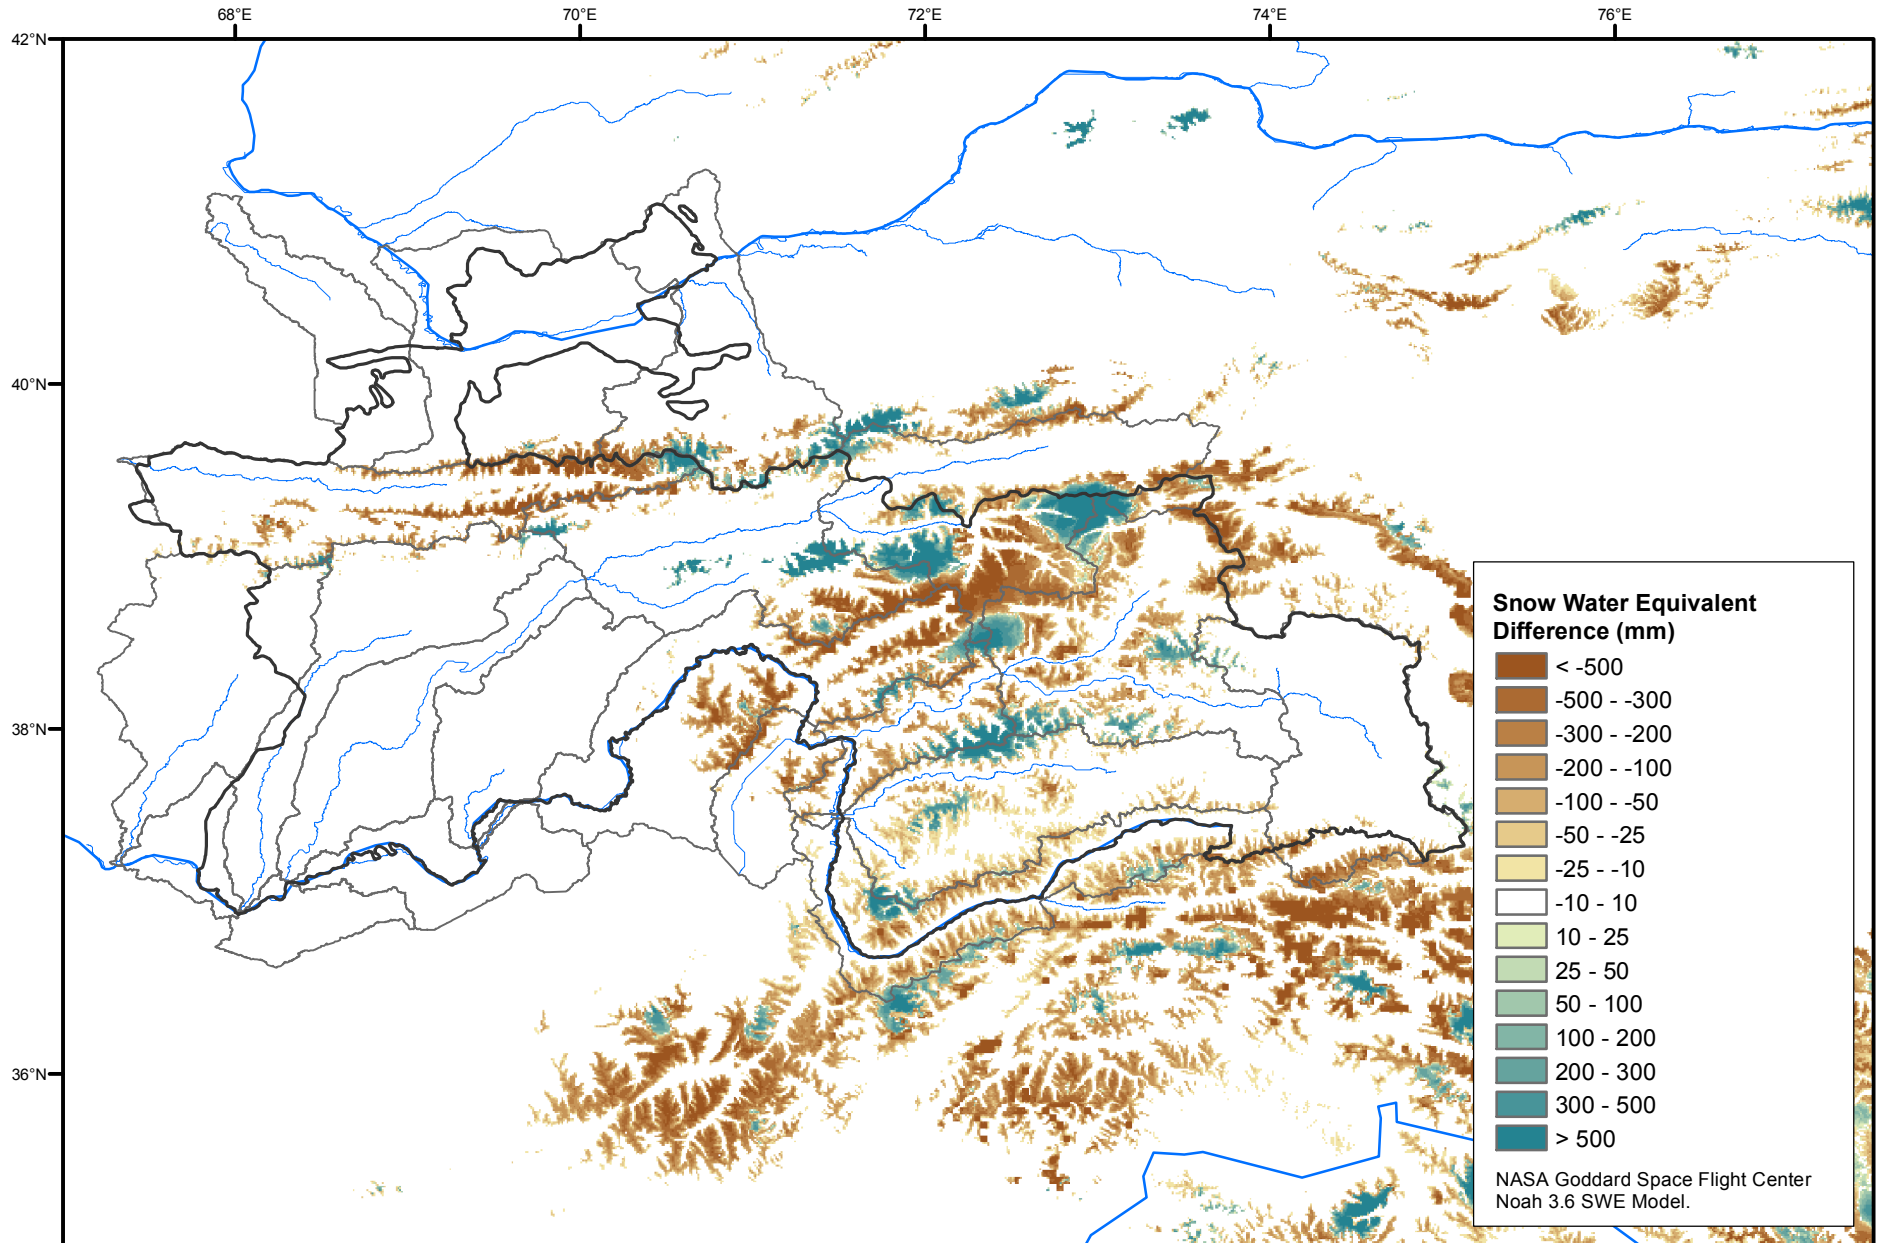 68°E
70°E
72°E
74°E
76°E
42°N
40°N
38°N
36°N
Snow Water Equivalent
Difference (mm)
< -500
-500 - -300
-300 - -200
-200 - -100
-100 - -50
-50 - -25
-25 - -10
-10 - 10
10 - 25
25 - 50
50 - 100
100 - 200
200 - 300
300 - 500
> 500
NASA Goddard Space Flight Center
Noah 3.6 SWE Model.